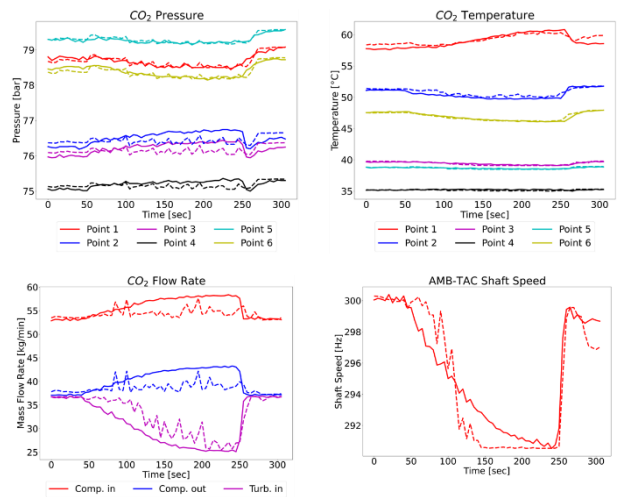 CO2 Pressure
Pressure [bar]
79
78
77
76
75
0 50 100 150 200 250 300
Time [sec]
Point 1 Point 3 Point 5
Point 2 Point 4 Point 6
CO2 Temperature
Temperature [°C]
60
55
50
45
40
35
0 50 100 150 200 250 300
Time [sec]
Point 1 Point 3 Point 5
Point 2 Point 4 Point 6
CO2 Flow Rate
Mass Flow Rate [kg/min]
60
55
50
45
40
35
30
25
0 50 100 150 200 250 300
Time [sec]
Comp. in Comp. out Turb. in
AMB-TAC Shaft Speed
Shaft Speed [Hz]
300
298
296
294
292
0 50 100 150 200 250 300
Time [sec]